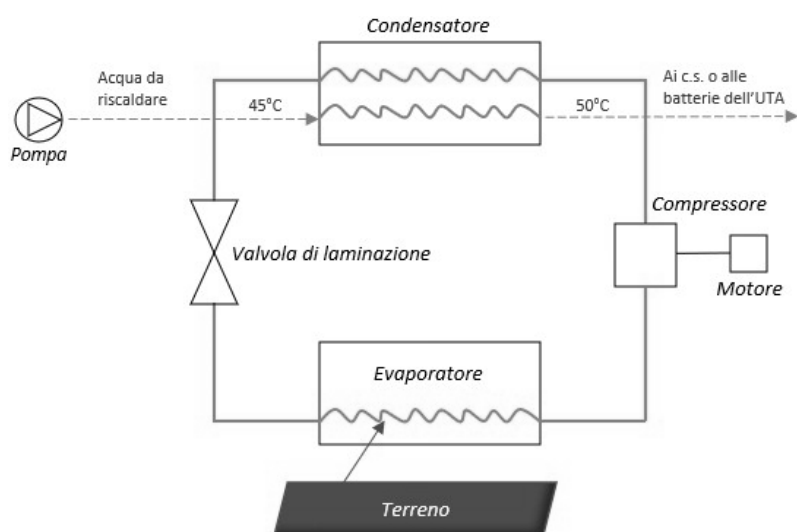 Condensatore
Acqua da
riscaldare
45°C
50°C
Ai c.s. o alle
batterie dell'UTA
Pompa
Compressore
Valvola di laminazione
Motore
Evaporatore
Terreno